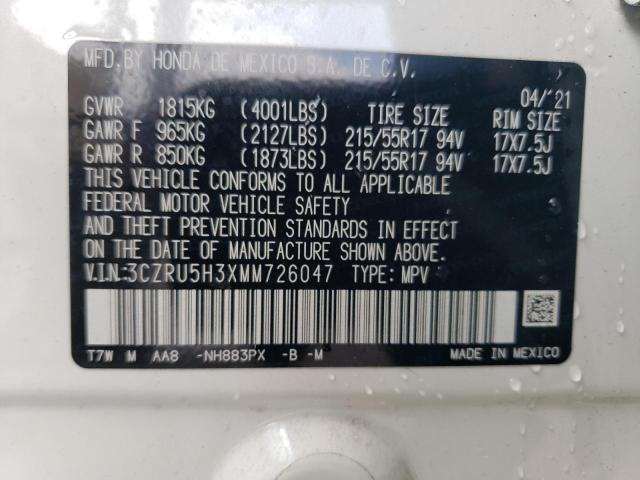 MFD.BY HONDA DE MEXICO S.A. DE C.V.
04/'21
GVWR 1815KG (4001LBS) TIRE SIZE RIM SIZE
GAWR F 965KG (2127LBS) 215/55R17 94V 17X7.5J
GAWR R 850KG (1873LBS) 215/55R17 94V 17X7.5J
THIS VEHICLE CONFORMS TO ALL APPLICABLE
FEDERAL MOTOR VEHICLE SAFETY
AND THEFT PREVENTION STANDARDS IN EFFECT
ON THE DATE OF MANUFACTURE SHOWN ABOVE.
V.I.N:3CZRU5H3XMM726047 TYPE: MPV
T7W M AA8 -NH883PX -B -M MADE IN MEXICO